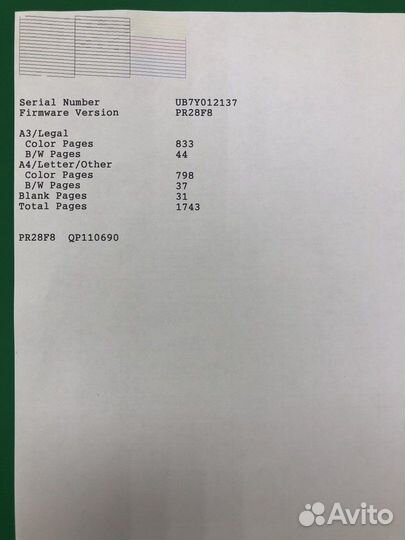 Serial Number UB7Y012137
Firmware Version PR28F8
A3/Legal
Color Pages 833
B/W Pages 44
A4/Letter/Other
Color Pages 798
B/W Pages 37
Blank Pages 31
Total Pages 1743
PR28F8 QP110690
Avito